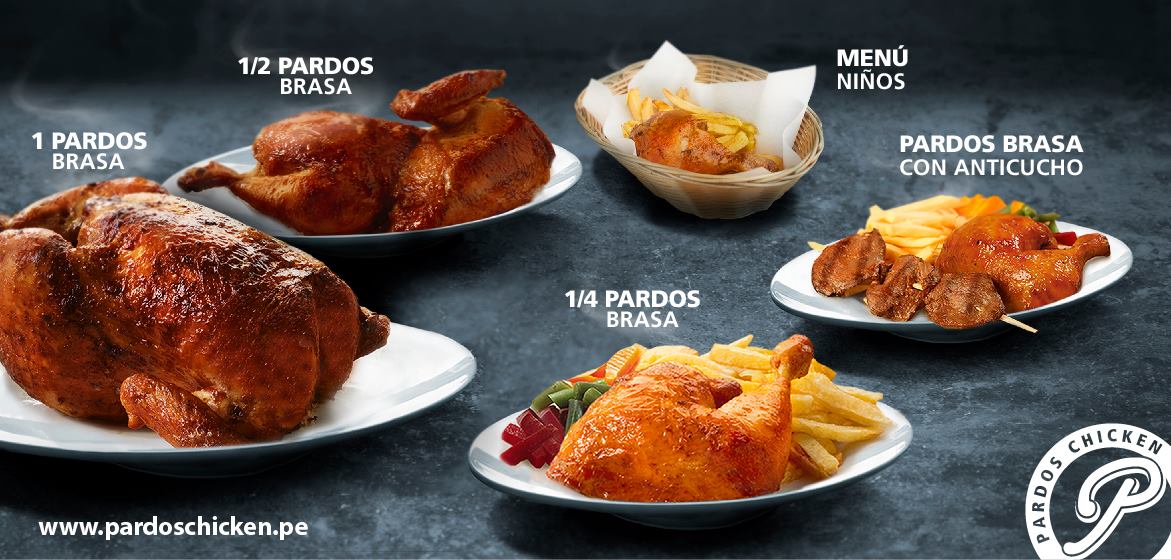 1/2 PARDOS
BRASA
MENÚ
NIÑOS
1 PARDOS
BRASA
PARDOS BRASA
CON ANTICUCHO
1/4 PARDOS
BRASA
PARDOS CHICKEN
P
www.pardoschicken.pe